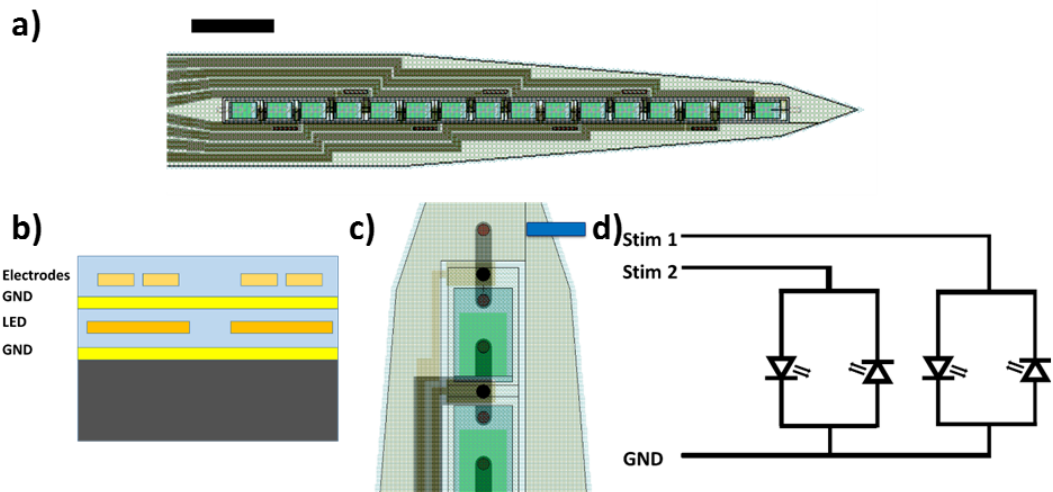 a)
b)
Electrodes
GND
LED
GND
c)
d)
Stim 1
Stim 2
GND